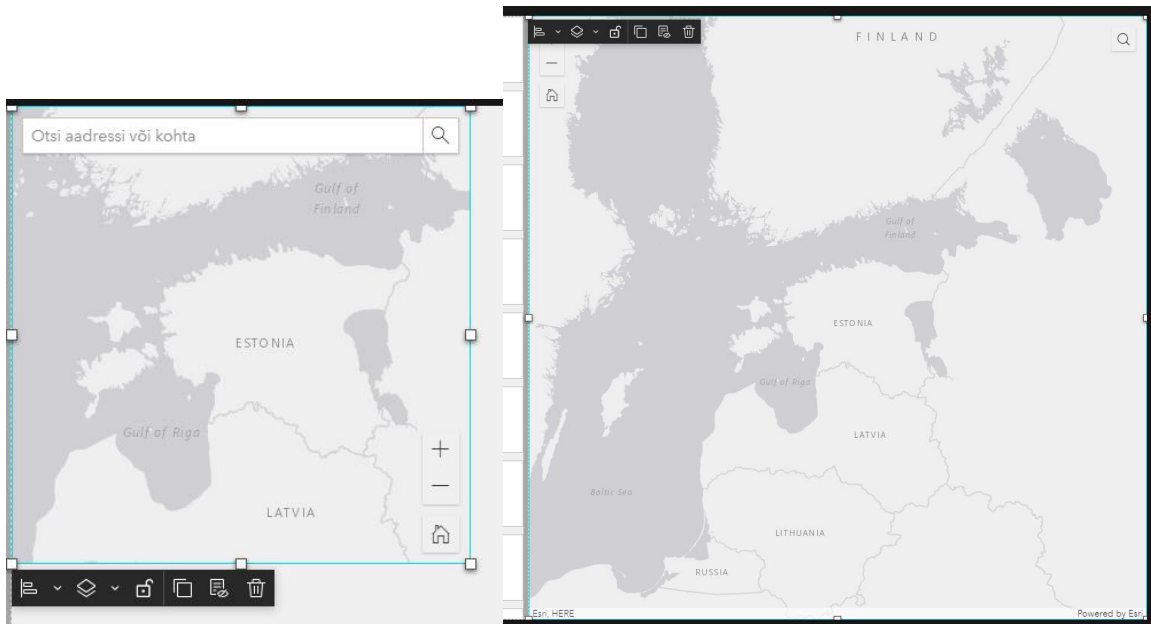 Otsi aadressi või kohta
Gulf of
Finland
ESTONIA
Gulf of Riga
LATVIA
FINLAND
Gulf of
Finland
ESTONIA
Gulf of Riga
LATVIA
Baltic Sea
LITHUANIA
RUSSIA
Esri, HERE
Powered by Esri